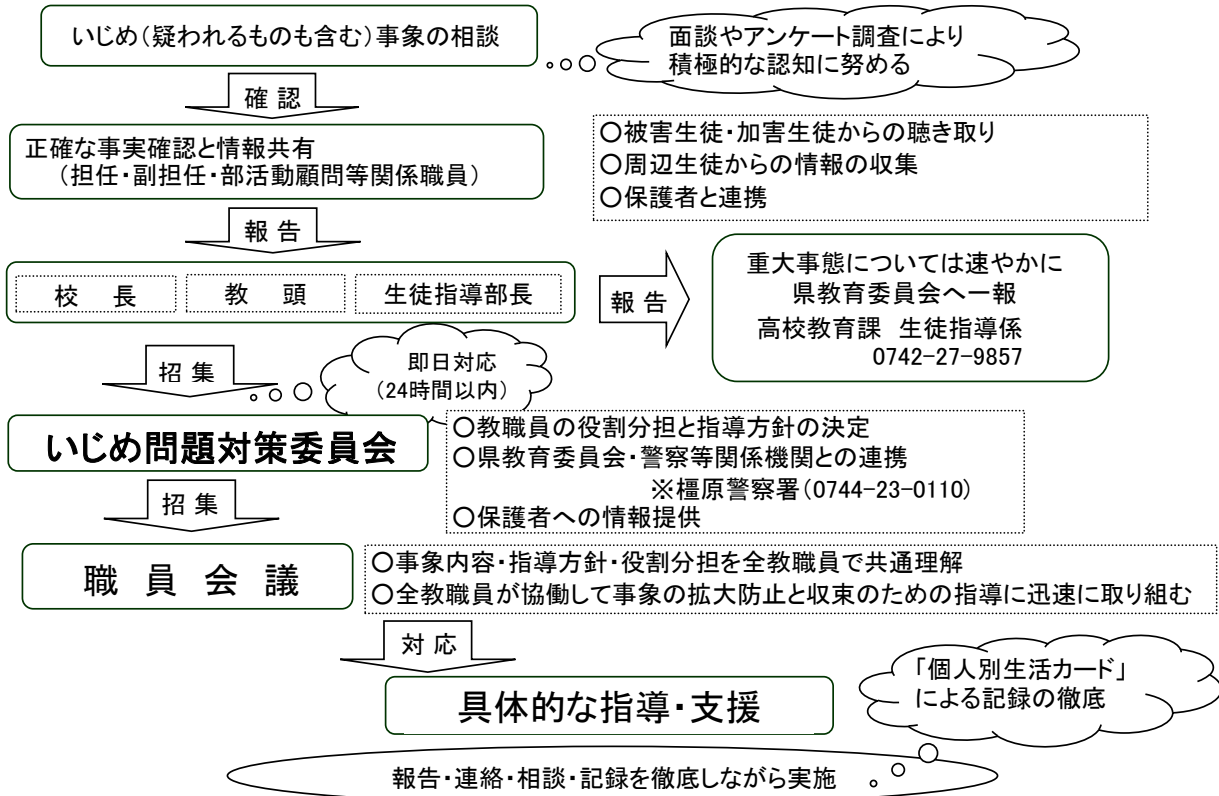 いじめ(疑われるものも含む)事象の相談
面談やアンケート調査により
積極的な認知に努める
確 認
正確な事実確認と情報共有
(担任・副担任・部活動顧問等関係職員)
○被害生徒・加害生徒からの聴き取り
○周辺生徒からの情報の収集
○保護者と連携
報 告
校 長
教 頭
生徒指導部長
報 告
重大事態については速やかに
県教育委員会へ一報
高校教育課 生徒指導係
0742-27-9857
招 集
即日対応
(24時間以内)
いじめ問題対策委員会
○教職員の役割分担と指導方針の決定
○県教育委員会・警察等関係機関との連携
※橿原警察署(0744-23-0110)
○保護者への情報提供
招 集
職 員 会 議
○事象内容・指導方針・役割分担を全教職員で共通理解
○全教職員が協働して事象の拡大防止と収束のための指導に迅速に取り組む
対 応
具体的な指導・支援
「個人別生活カード」
による記録の徹底
報告・連絡・相談・記録を徹底しながら実施